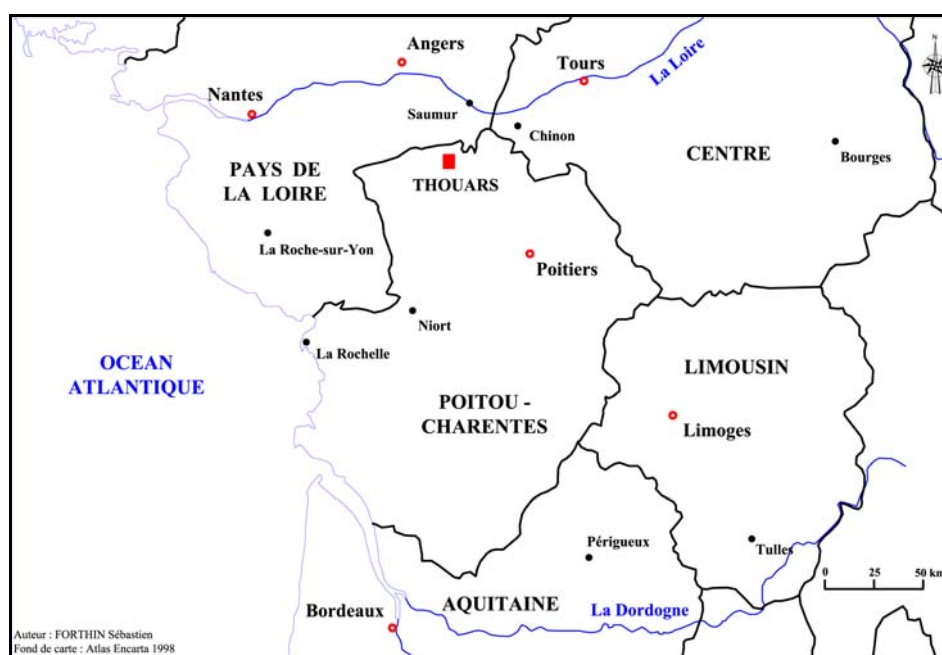 N
Angers
Tours
La Loire
Nantes
Saumur
Chinon
CENTRE
Bourges
PAYS DE
LA LOIRE
THOUARS
La Roche-sur-Yon
Poitiers
Niort
La Rochelle
OCEAN
ATLANTIQUE
LIMOUSIN
POITOU -
CHARENTES
Limoges
Périgueux
Tulles
0 25 50 km
AQUITAINE
La Dordogne
Bordeaux
Auteur : FORTHIN Sébastien
Fond de carte : Atlas Encarta 1998